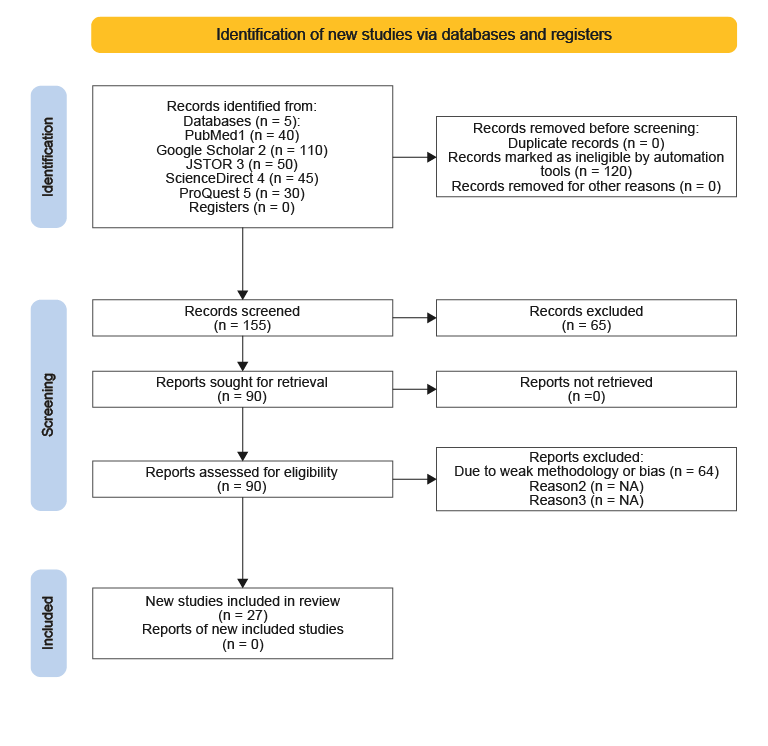 Identification of new studies via databases and registers
Identification
Records identified from:
Databases (n = 5):
PubMed1 (n = 40)
Google Scholar 2 (n = 110)
JSTOR 3 (n = 50)
ScienceDirect 4 (n = 45)
ProQuest 5 (n = 30)
Registers (n = 0)
Records removed before screening:
Duplicate records (n = 0)
Records marked as ineligible by automation
tools (n = 120)
Records removed for other reasons (n = 0)
Screening
Records screened
(n = 155)
Records excluded
(n = 65)
Reports sought for retrieval
(n = 90)
Reports not retrieved
(n =0)
Reports assessed for eligibility
(n = 90)
Reports excluded:
Due to weak methodology or bias (n = 64)
Reason2 (n = NA)
Reason3 (n = NA)
Included
New studies included in review
(n = 27)
Reports of new included studies
(n = 0)